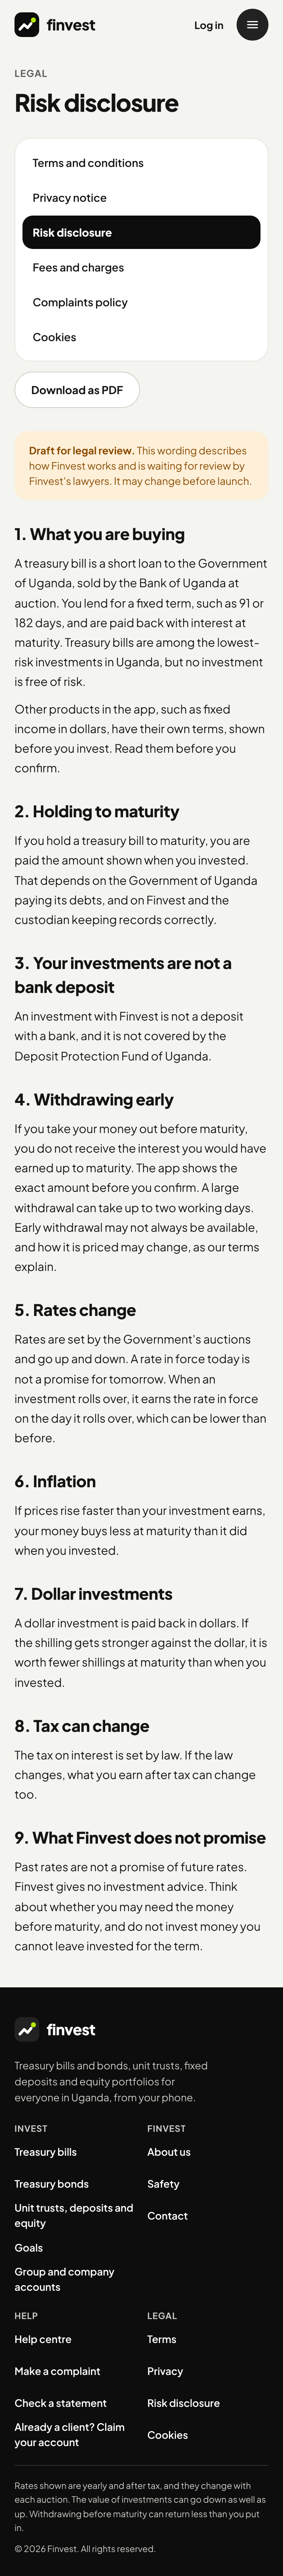 finvest
Log in
LEGAL
Risk disclosure
Terms and conditions
Privacy notice
Risk disclosure
Fees and charges
Complaints policy
Cookies
Download as PDF
Draft for legal review. This wording describes
how Finvest works and is waiting for review by
Finvest's lawyers. It may change before launch.
1. What you are buying
A treasury bill is a short loan to the Government
of Uganda, sold by the Bank of Uganda at
auction. You lend for a fixed term, such as 91 or
182 days, and are paid back with interest at
maturity. Treasury bills are among the lowest-
risk investments in Uganda, but no investment
is free of risk.
Other products in the app, such as fixed
income in dollars, have their own terms, shown
before you invest. Read them before you
confirm.
2. Holding to maturity
If you hold a treasury bill to maturity, you are
paid the amount shown when you invested.
That depends on the Government of Uganda
paying its debts, and on Finvest and the
custodian keeping records correctly.
3. Your investments are not a
bank deposit
An investment with Finvest is not a deposit
with a bank, and it is not covered by the
Deposit Protection Fund of Uganda.
4. Withdrawing early
If you take your money out before maturity,
you do not receive the interest you would have
earned up to maturity. The app shows the
exact amount before you confirm. A large
withdrawal can take up to two working days.
Early withdrawal may not always be available,
and how it is priced may change, as our terms
explain.
5. Rates change
Rates are set by the Government's auctions
and go up and down. A rate in force today is
not a promise for tomorrow. When an
investment rolls over, it earns the rate in force
on the day it rolls over, which can be lower than
before.
6. Inflation
If prices rise faster than your investment earns,
your money buys less at maturity than it did
when you invested.
7. Dollar investments
A dollar investment is paid back in dollars. If
the shilling gets stronger against the dollar, it is
worth fewer shillings at maturity than when you
invested.
8. Tax can change
The tax on interest is set by law. If the law
changes, what you earn after tax can change
too.
9. What Finvest does not promise
Past rates are not a promise of future rates.
Finvest gives no investment advice. Think
about whether you may need the money
before maturity, and do not invest money you
cannot leave invested for the term.
finvest
Treasury bills and bonds, unit trusts, fixed
deposits and equity portfolios for
everyone in Uganda, from your phone.
INVEST
Treasury bills
Treasury bonds
Unit trusts, deposits and
equity
Goals
Group and company
accounts
FINVEST
About us
Safety
Contact
HELP
Help centre
Make a complaint
Check a statement
Already a client? Claim
your account
LEGAL
Terms
Privacy
Risk disclosure
Cookies
Rates shown are yearly and after tax, and they change with
each auction. The value of investments can go down as well as
up. Withdrawing before maturity can return less than you put
in.
© 2026 Finvest. All rights reserved.